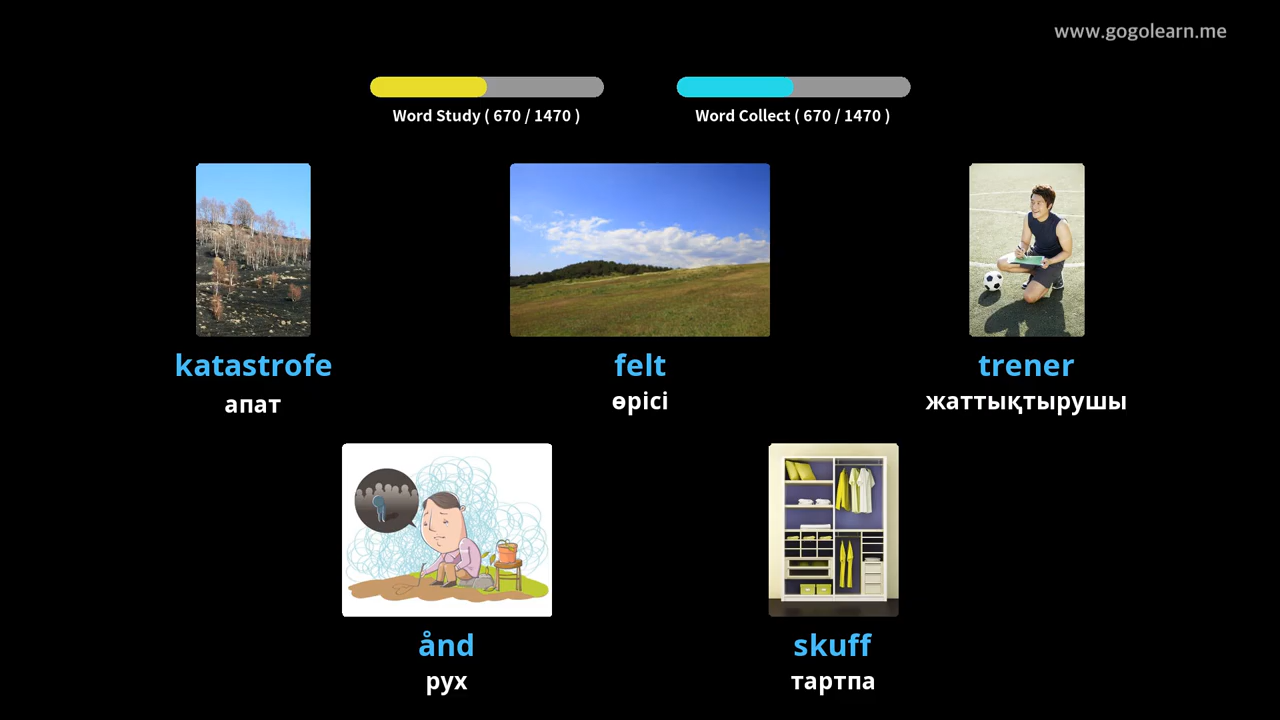 www.gogolearn.me
Word Study ( 670 / 1470 )
Word Collect ( 670 / 1470 )
katastrofe
апат
felt
өрісі
trener
жаттықтырушы
ånd
рух
skuff
тартпа